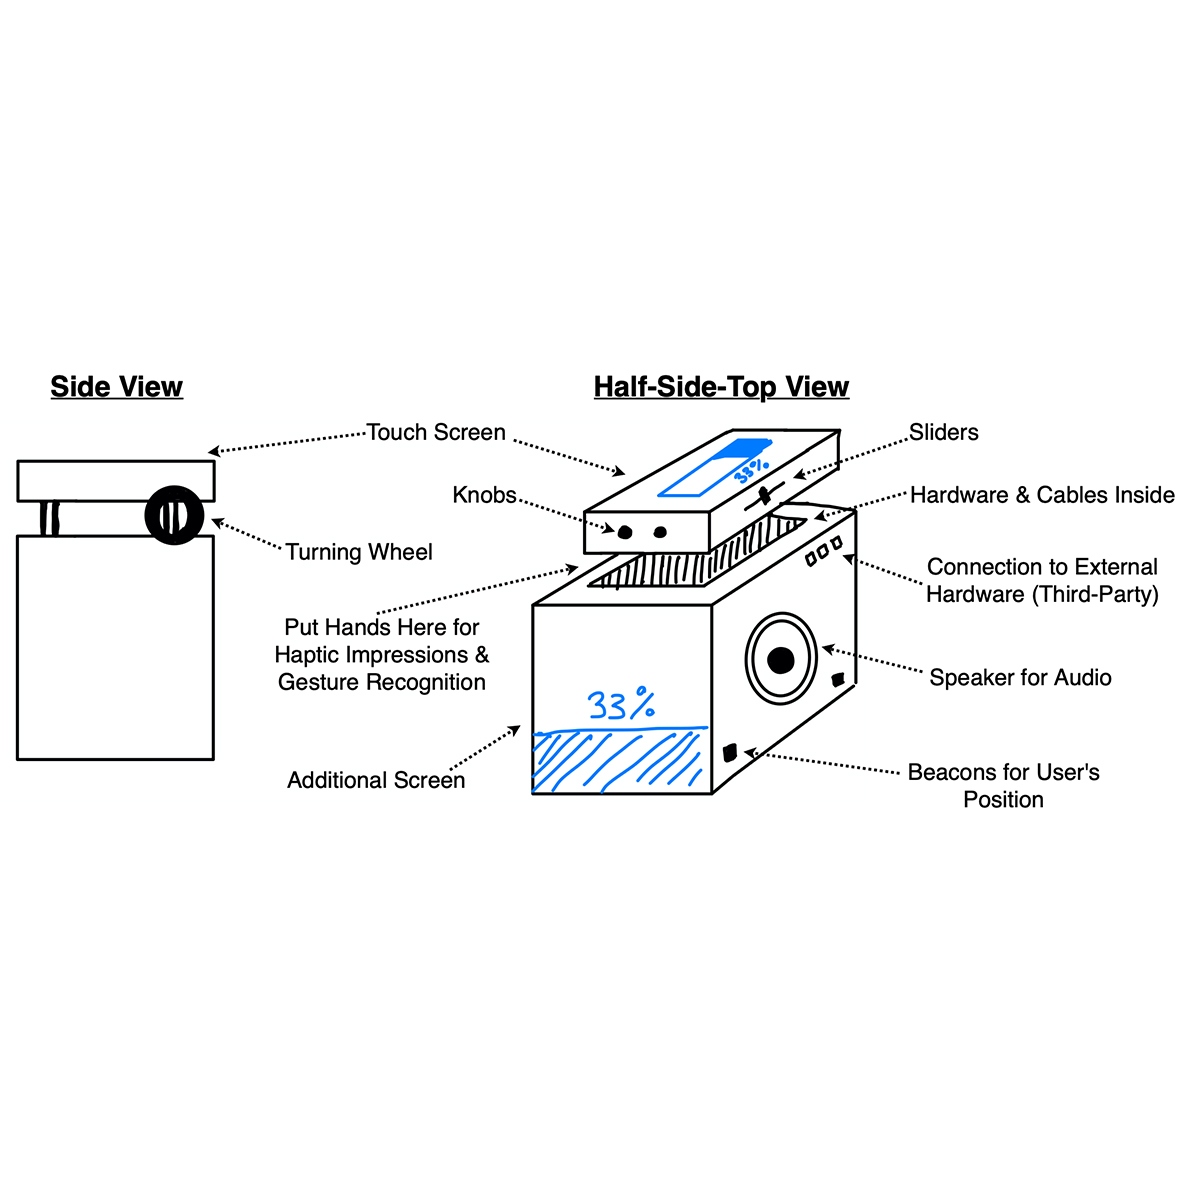 Side View
Half-Side-Top View
Touch Screen
Sliders
33%
Knobs
Hardware & Cables Inside
Turning Wheel
Connection to External
Hardware (Third-Party)
Put Hands Here for
Haptic Impressions &
Gesture Recognition
Speaker for Audio
33%
Additional Screen
Beacons for User's
Position